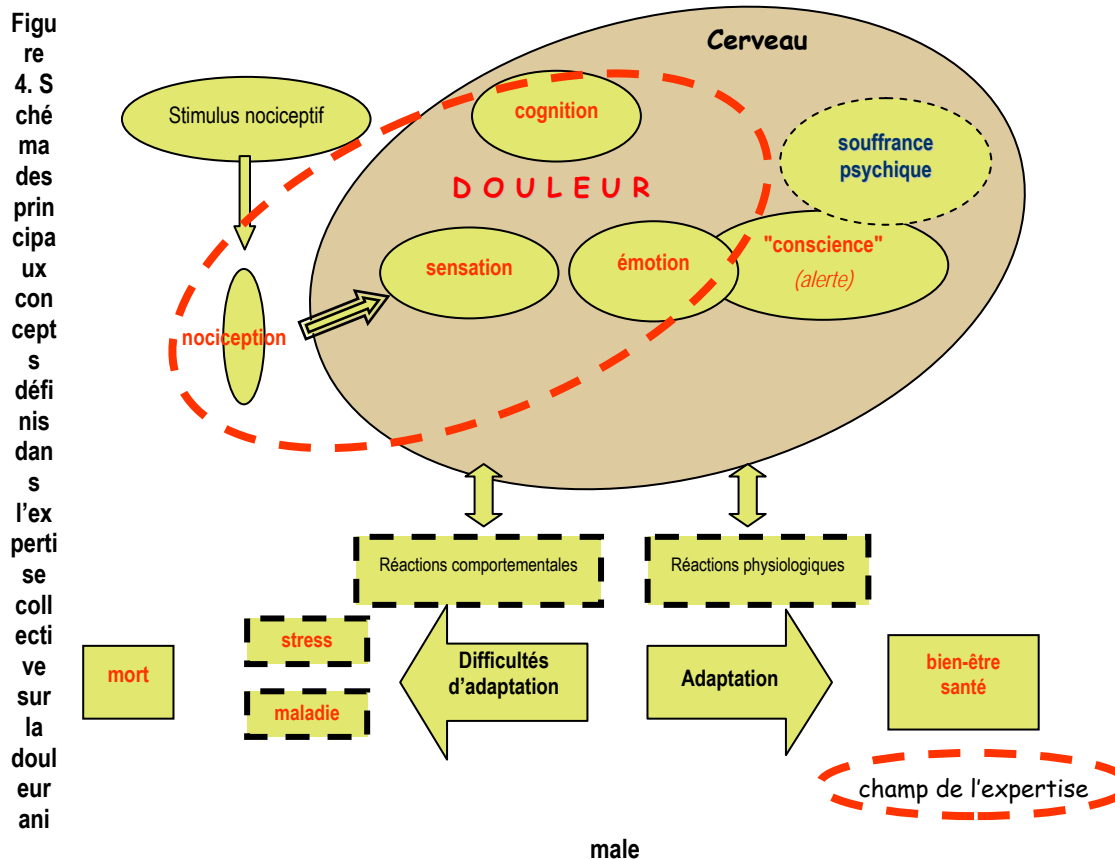 Figu
re
4. S
ché
ma
des
prin
cipa
ux
con
cept
s
défi
nis
dan
s
l'ex
perti
se
coll
ecti
ve
sur
la
doul
eur
ani
male
Cerveau
Stimulus nociceptif
cognition
souffrance
psychique
DOULEUR
sensation
émotion
"conscience"
(alerte)
nociception
Réactions comportementales
Réactions physiologiques
stress
mort
maladie
Difficultés
d'adaptation
Adaptation
bien-être
santé
champ de l'expertise